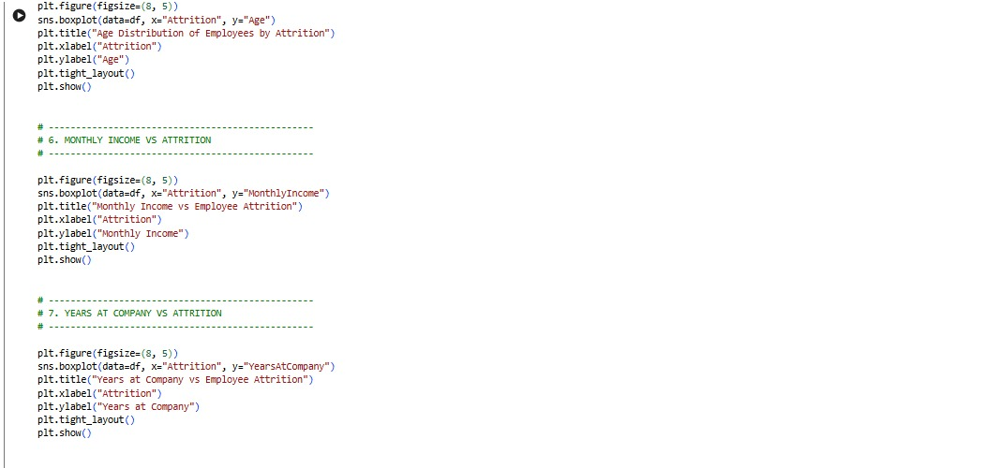 plt.figure(figsize=(8, 5))
sns.boxplot(data=df, x="Attrition", y="Age")
plt.title("Age Distribution of Employees by Attrition")
plt.xlabel("Attrition")
plt.ylabel("Age")
plt.tight_layout()
plt.show()
# ------------------------------------------------
# 6. MONTHLY INCOME VS ATTRITION
# ------------------------------------------------
plt.figure(figsize=(8, 5))
sns.boxplot(data=df, x="Attrition", y="MonthlyIncome")
plt.title("Monthly Income vs Employee Attrition")
plt.xlabel("Attrition")
plt.ylabel("Monthly Income")
plt.tight_layout()
plt.show()
# ------------------------------------------------
# 7. YEARS AT COMPANY VS ATTRITION
# ------------------------------------------------
plt.figure(figsize=(8, 5))
sns.boxplot(data=df, x="Attrition", y="YearsAtCompany")
plt.title("Years at Company vs Employee Attrition")
plt.xlabel("Attrition")
plt.ylabel("Years at Company")
plt.tight_layout()
plt.show()